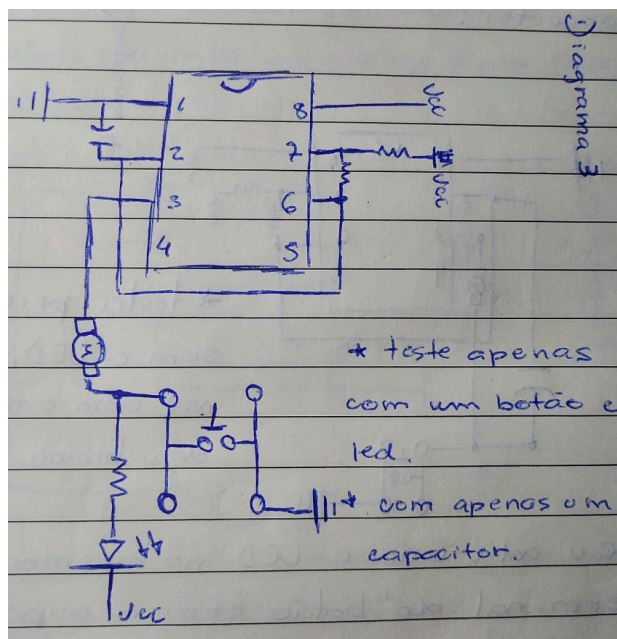 Diagrama 3
1
2
3
4
8
7
6
5
Vcc
Vcc
M
* teste apenas
com um botão e
led.
* com apenas um
capacitor.
Vcc